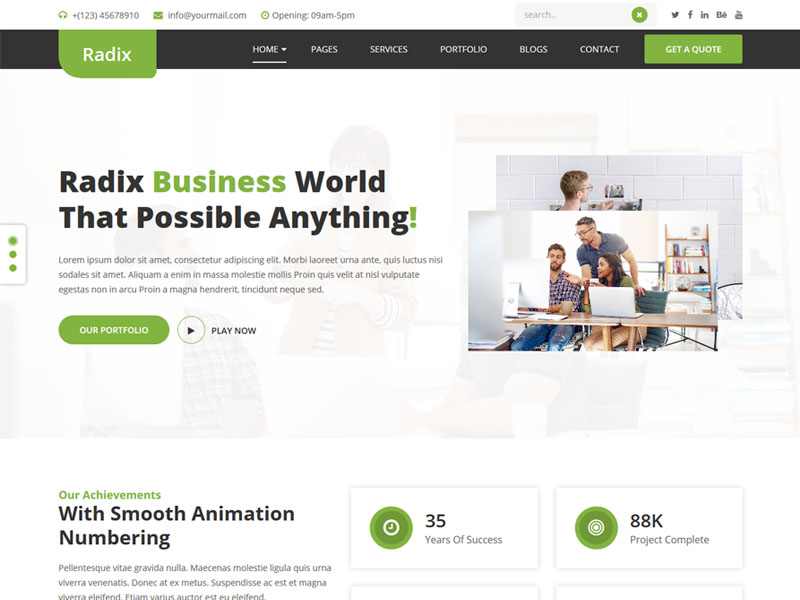 +(123) 45678910 info@yourmail.com Opening: 09am-5pm search..
Radix HOME PAGES SERVICES PORTFOLIO BLOGS CONTACT GET A QUOTE
Radix Business World
That Possible Anything!
Lorem ipsum dolor sit amet, consectetur adipiscing elit. Morbi laoreet urna ante, quis luctus nisi
sodales sit amet. Aliquam a enim in massa molestie mollis Proin quis velit at nisl vulputate
egestas non in arcu Proin a magna hendrerit, tincidunt neque sed.
OUR PORTFOLIO PLAY NOW
Our Achievements
With Smooth Animation
Numbering
Pellentesque vitae gravida nulla. Maecenas molestie ligula quis urna
viverra venenatis. Donec at ex metus. Suspendisse ac est et magna
viverra eleifend. Etiam varius auctor est eu eleifend.
35
Years Of Success
88K
Project Complete